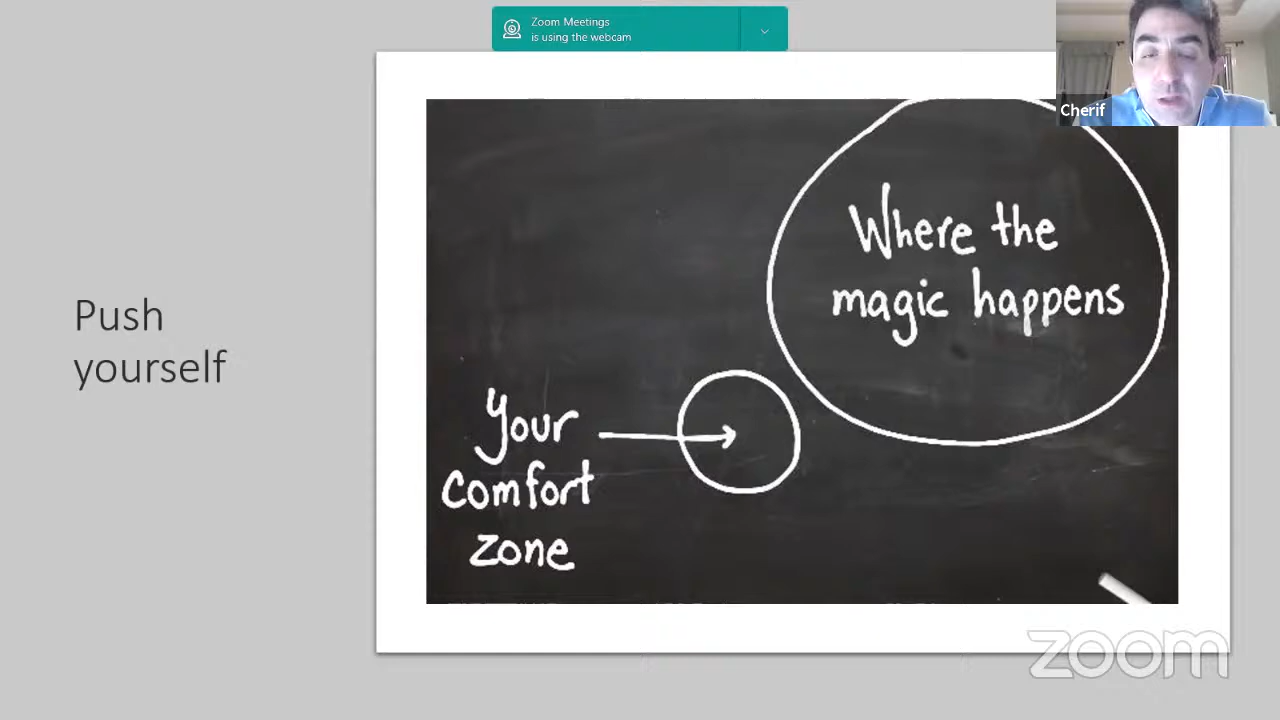 Zoom Meetings
is using the webcam
Cherif
Push
yourself
Where the
magic happens
Your
comfort
zone
zoom